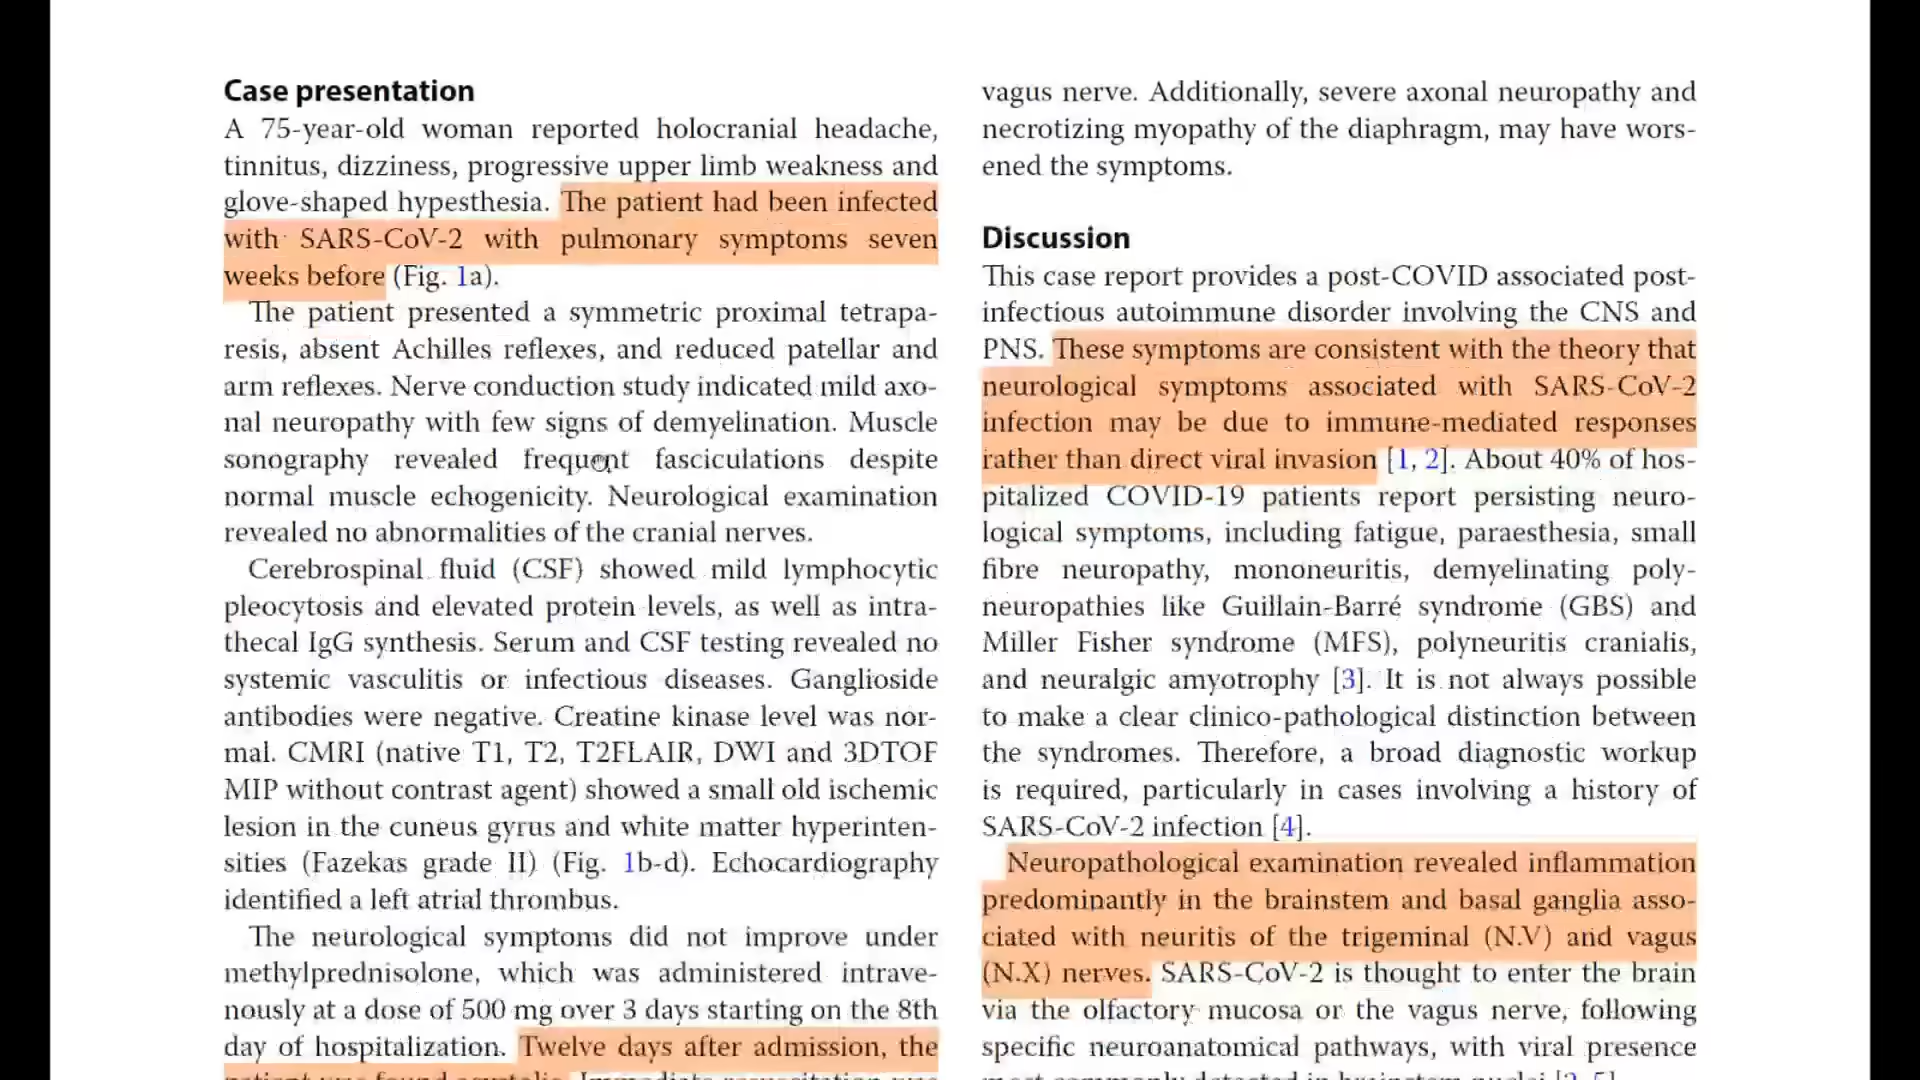 Case presentation
A 75-year-old woman reported holocranial headache,
tinnitus, dizziness, progressive upper limb weakness and
glove-shaped hypesthesia. The patient had been infected
with SARS-CoV-2 with pulmonary symptoms seven
weeks before (Fig. 1a).
The patient presented a symmetric proximal tetrapa-
resis, absent Achilles reflexes, and reduced patellar and
arm reflexes. Nerve conduction study indicated mild axo-
nal neuropathy with few signs of demyelination. Muscle
sonography revealed frequent fasciculations despite
normal muscle echogenicity. Neurological examination
revealed no abnormalities of the cranial nerves.
Cerebrospinal fluid (CSF) showed mild lymphocytic
pleocytosis and elevated protein levels, as well as intra-
thecal IgG synthesis. Serum and CSF testing revealed no
systemic vasculitis or infectious diseases. Ganglioside
antibodies were negative. Creatine kinase level was nor-
mal. CMRI (native T1, T2, T2FLAIR, DWI and 3DTOF
MIP without contrast agent) showed a small old ischemic
lesion in the cuneus gyrus and white matter hyperinten-
sities (Fazekas grade II) (Fig. 1b-d). Echocardiography
identified a left atrial thrombus.
The neurological symptoms did not improve under
methylprednisolone, which was administered intrave-
nously at a dose of 500 mg over 3 days starting on the 8th
day of hospitalization. Twelve days after admission, the
vagus nerve. Additionally, severe axonal neuropathy and
necrotizing myopathy of the diaphragm, may have wors-
ened the symptoms.
Discussion
This case report provides a post-COVID associated post-
infectious autoimmune disorder involving the CNS and
PNS. These symptoms are consistent with the theory that
neurological symptoms associated with SARS-CoV-2
infection may be due to immune-mediated responses
rather than direct viral invasion [1, 2]. About 40% of hos-
pitalized COVID-19 patients report persisting neuro-
logical symptoms, including fatigue, paraesthesia, small
fibre neuropathy, mononeuritis, demyelinating poly-
neuropathies like Guillain-Barré syndrome (GBS) and
Miller Fisher syndrome (MFS), polyneuritis cranialis,
and neuralgic amyotrophy [3]. It is not always possible
to make a clear clinico-pathological distinction between
the syndromes. Therefore, a broad diagnostic workup
is required, particularly in cases involving a history of
SARS-CoV-2 infection [4].
Neuropathological examination revealed inflammation
predominantly in the brainstem and basal ganglia asso-
ciated with neuritis of the trigeminal (N.V) and vagus
(N.X) nerves. SARS-CoV-2 is thought to enter the brain
via the olfactory mucosa or the vagus nerve, following
specific neuroanatomical pathways, with viral presence